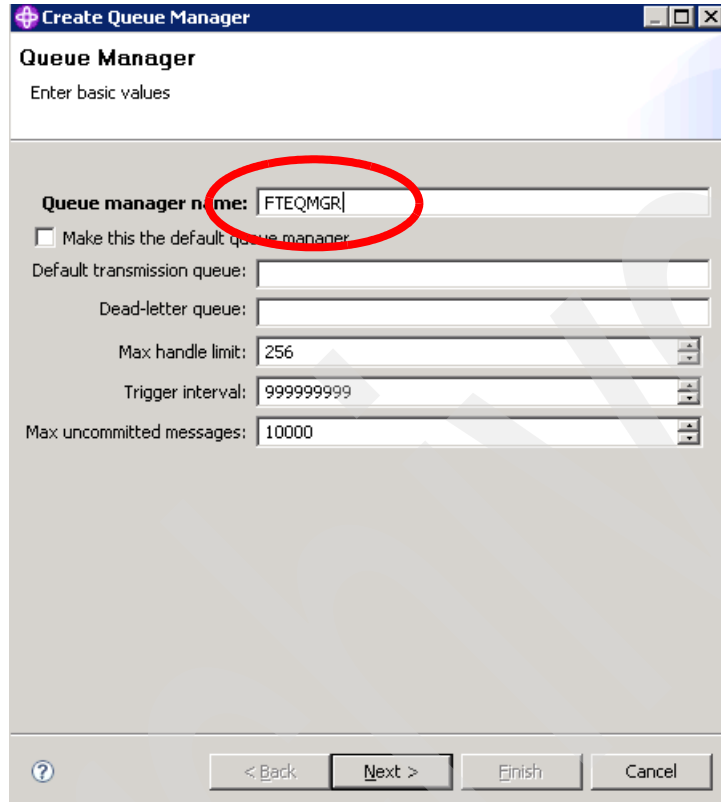 Create Queue Manager
Queue Manager
Enter basic values
Queue manager name: FTEQMGR
Make this the default queue manager
Default transmission queue:
Dead-letter queue:
Max handle limit: 256
Trigger interval: 999999999
Max uncommitted messages: 10000
? < Back Next > Finish Cancel